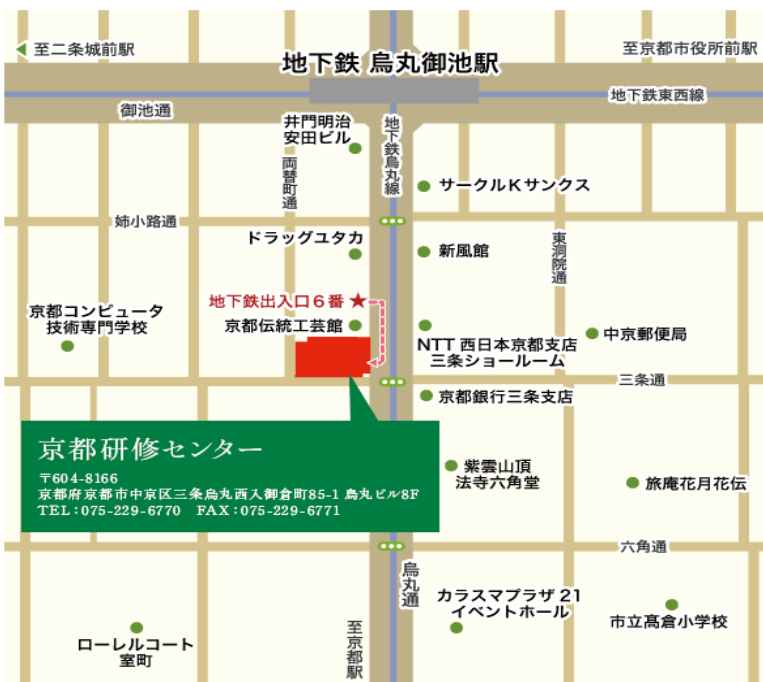 至二条城前駅
至京都市役所前駅
地下鉄 烏丸御池駅
地下鉄東西線
御池通
井門明治
安田ビル
地下鉄烏丸線
両替町通
サークルKサンクス
姉小路通
ドラッグユタカ
新風館
東洞院通
地下鉄出入口6番
京都コンピュータ
技術専門学校
京都伝統工芸館
NTT 西日本京都支店
三条ショールーム
中京郵便局
三条通
京都銀行三条支店
京都研修センター
〒604-8166
京都府京都市中京区三条烏丸西入御倉町85-1 烏丸ビル8F
TEL:075-229-6770 FAX:075-229-6771
紫雲山頂
法寺六角堂
旅庵花月花伝
六角通
烏丸通
カラスマプラザ 21
イベントホール
市立髙倉小学校
至京都駅
ローレルコート
室町